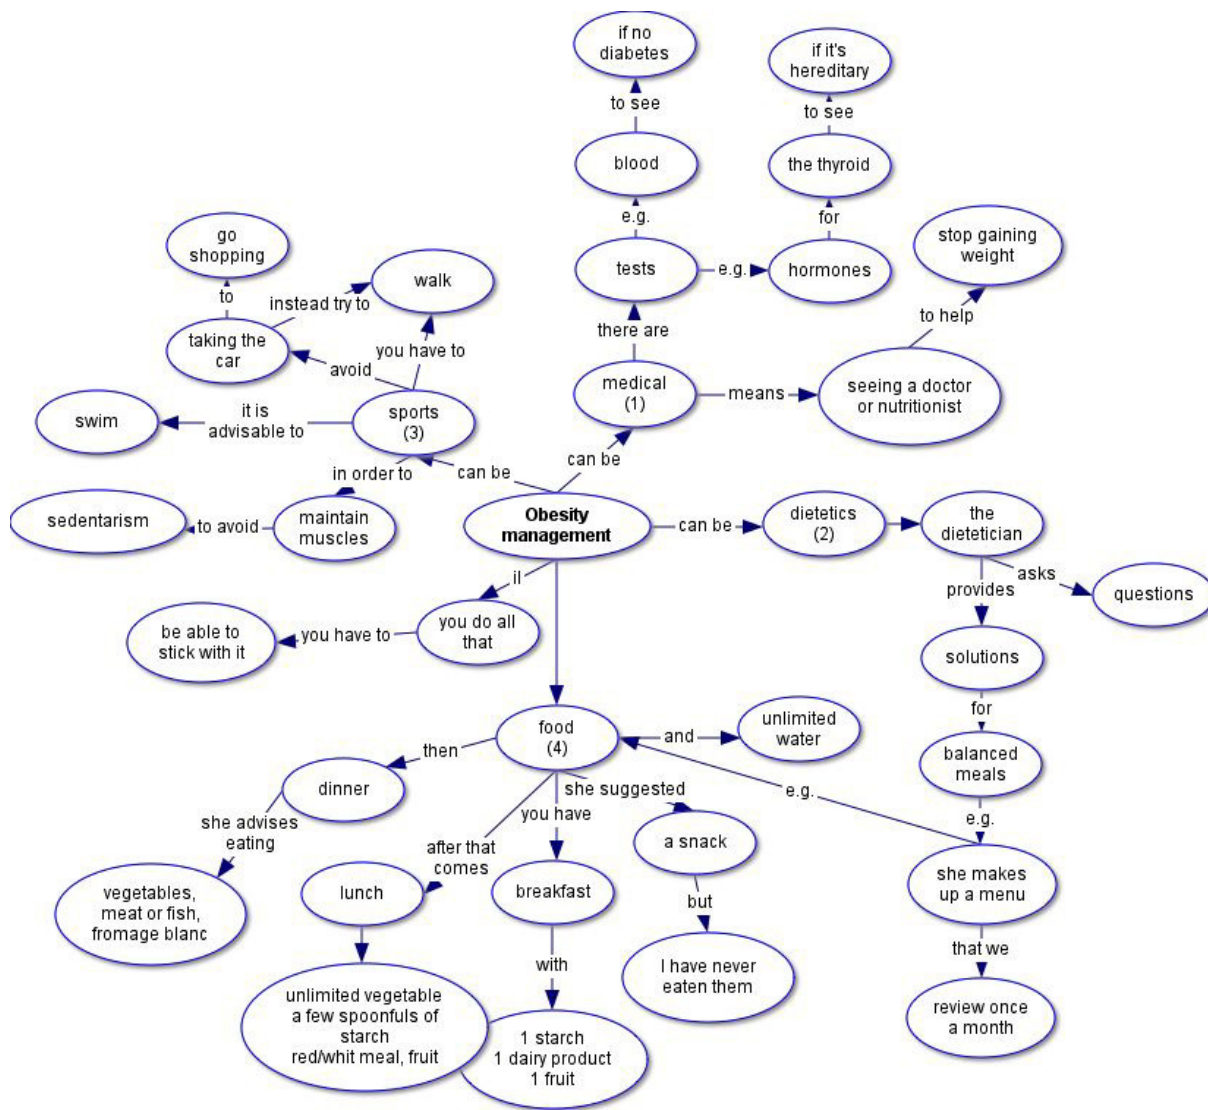 if no
diabetes
if it's
hereditary
to see
to see
blood
the thyroid
e.g.
for
go
shopping
walk
tests
e.g.
hormones
stop gaining
weight
to
instead try to
there are
to help
taking the
car
you have to
avoid
medical
(1)
means
seeing a doctor
or nutritionist
swim
it is
advisable to
sports
(3)
in order to
can be
can be
sedentarism
to avoid
maintain
muscles
Obesity
management
can be
dietetics
(2)
the
dietetician
asks
provides
questions
il
be able to
stick with it
you have to
you do all
that
solutions
for
food
(4)
and
unlimited
water
then
balanced
meals
dinner
she suggested
e.g.
e.g.
you have
she advises
eating
after that
comes
a snack
lunch
breakfast
she makes
up a menu
vegetables,
meat or fish,
fromage blanc
but
that we
with
I have never
eaten them
unlimited vegetable
a few spoonfuls of
starch
red/whit meal, fruit
1 starch
1 dairy product
1 fruit
review once
a month